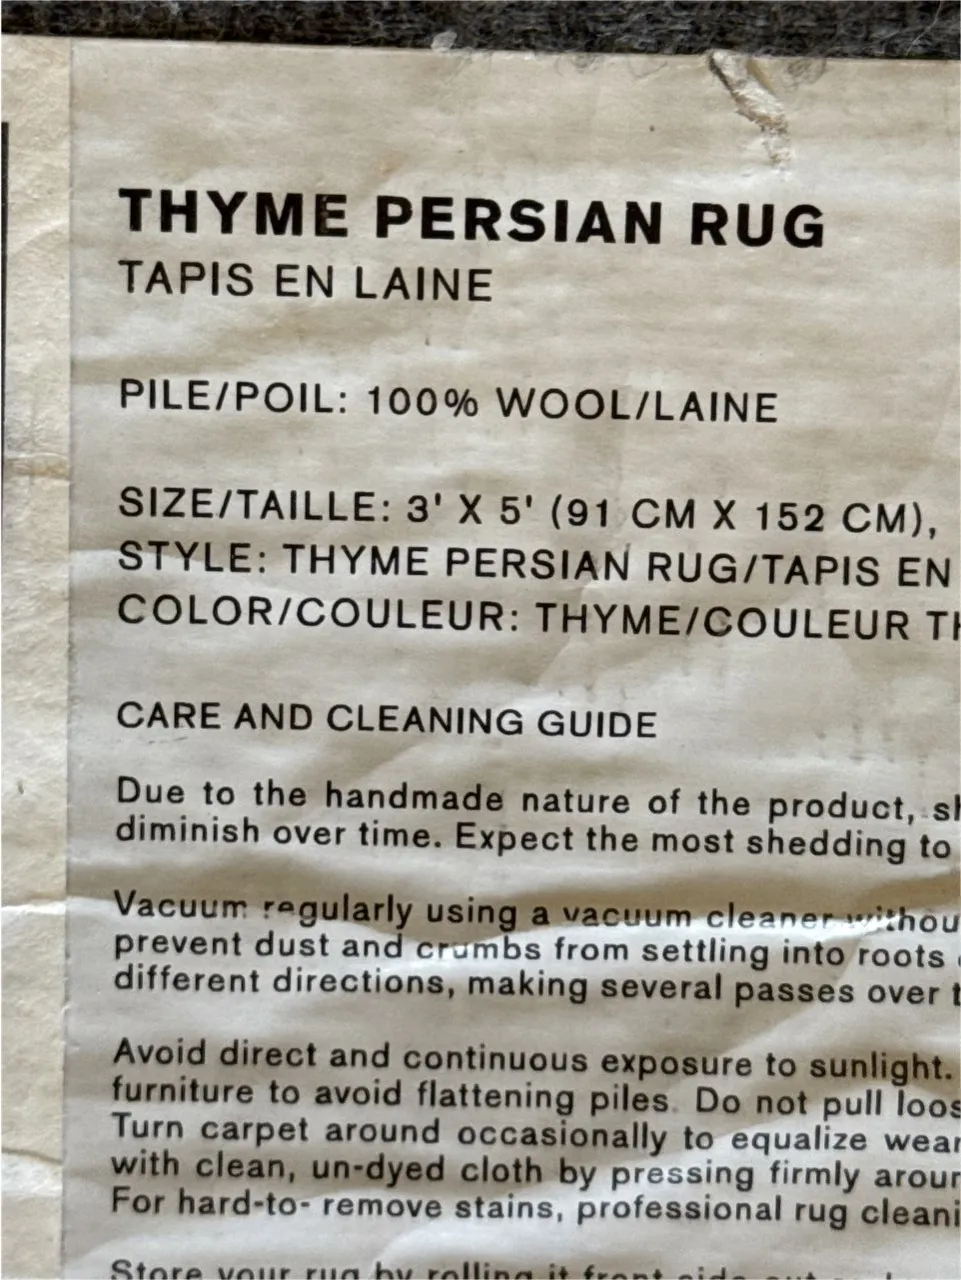 THYME PERSIAN RUG
TAPIS EN LAINE
PILE/POIL: 100% WOOL/LAINE
SIZE/TAILLE: 3' X 5' (91 CM X 152 CM),
STYLE: THYME PERSIAN RUG/TAPIS EN
COLOR/COULEUR: THYME/COULEUR
CARE AND CLEANING GUIDE
Due to the handmade nature of the product,
diminish over time. Expect the most shedding to
Vacuum regularly using a vacuum cleaner
prevent dust and crumbs from settling into roots
different directions, making several passes over
Avoid direct and continuous exposure to sunlight.
furniture to avoid flattening piles. Do not pull
Turn carpet around occasionally to equalize
with clean, un-dyed cloth by pressing firmly
For hard-to- remove stains, professional rug
Store your rug by rolling it front side